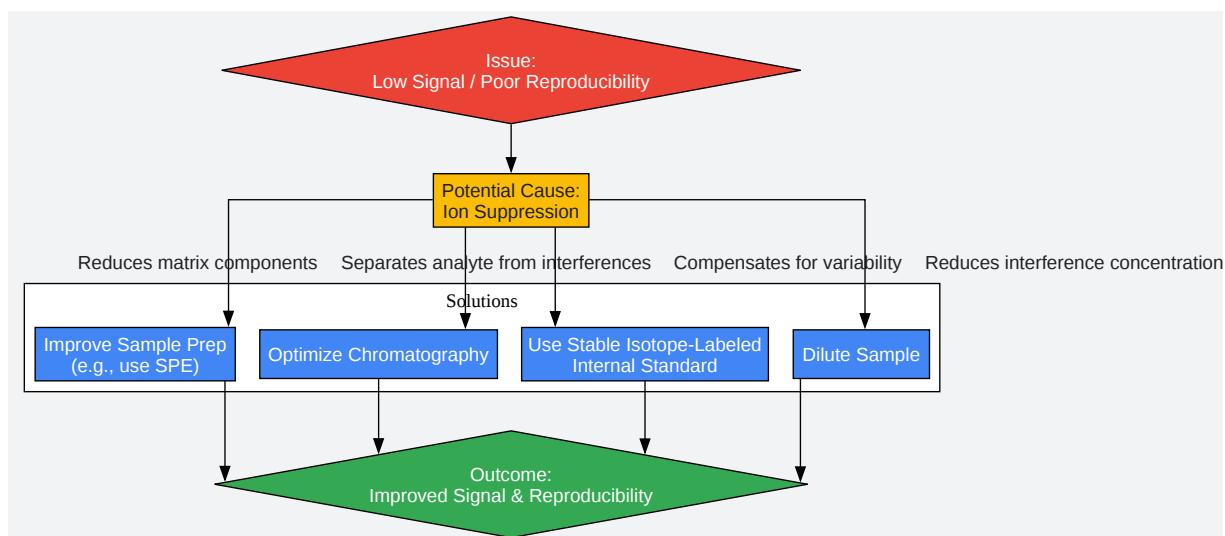 Issue:
Low Signal / Poor Reproducibility
Potential Cause:
Ion Suppression
Reduces matrix components
Separates analyte from interferences
Compensates for variability
Reduces interference concentration
Solutions
Improve Sample Prep
(e.g., use SPE)
Optimize Chromatography
Use Stable Isotope-Labeled
Internal Standard
Dilute Sample
Outcome:
Improved Signal & Reproducibility